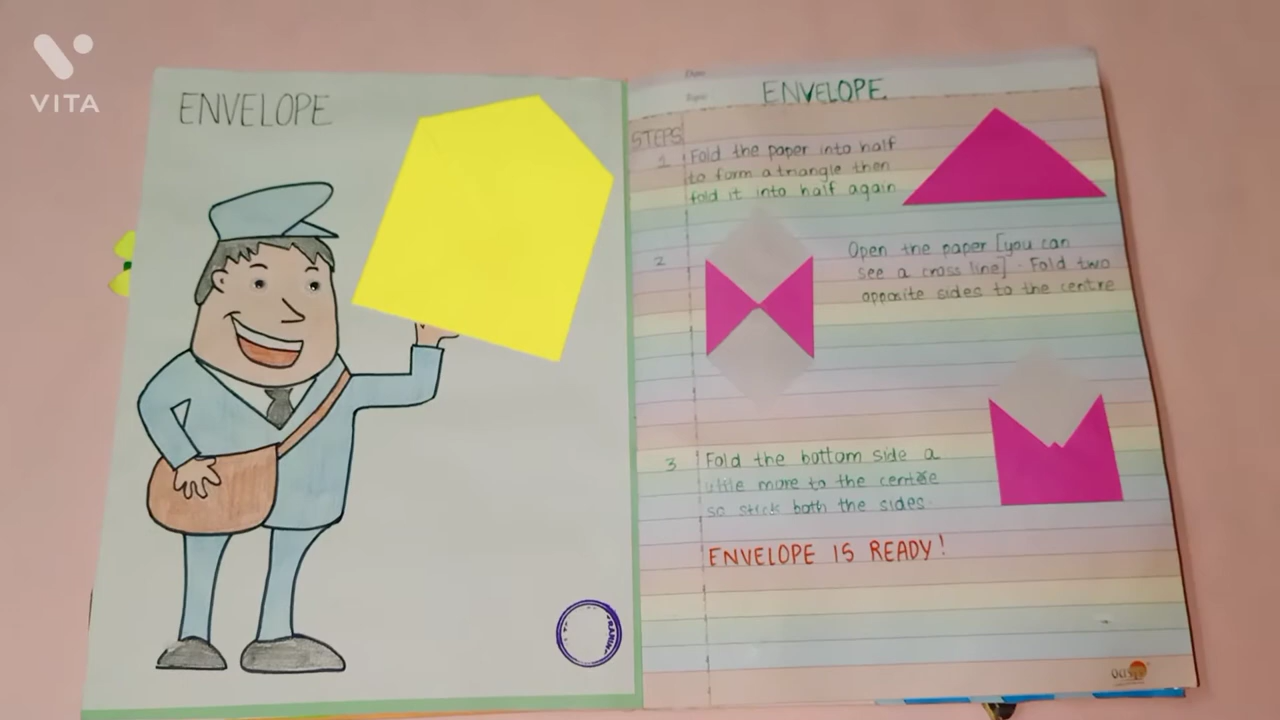 VITA
ENVELOPE
ENVELOPE
STEPS
1 Fold the paper into half
to form a triangle then
fold it into half again
2 Open the paper [you can
see a cross line]. Fold two
opposite sides to the centre
3 Fold the bottom side a
little more to the centre
so stick both the sides.
ENVELOPE IS READY!